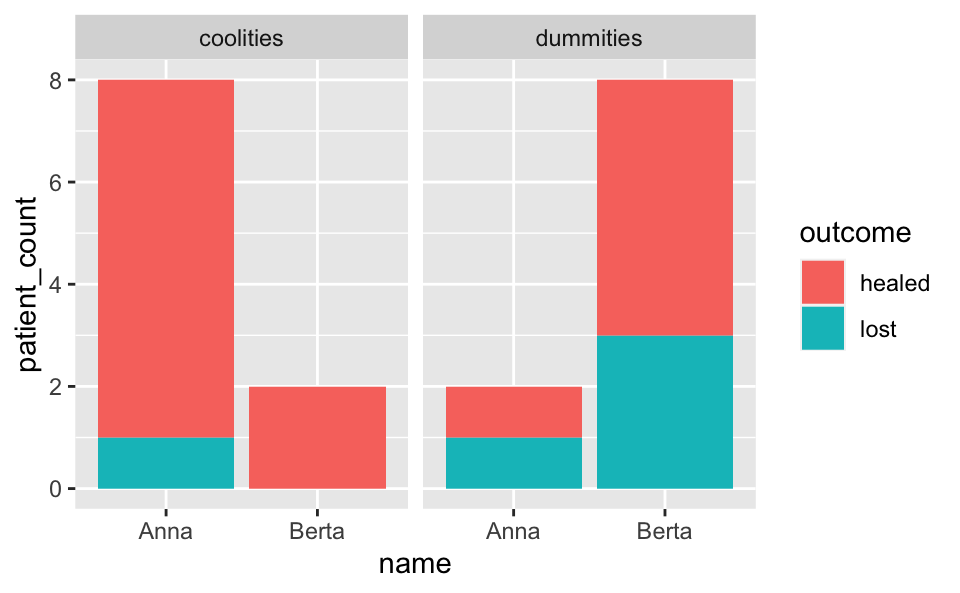 coolities
dummities
patient_count
8
6
4
2
0
Anna
Berta
Anna
Berta
name
outcome
healed
lost